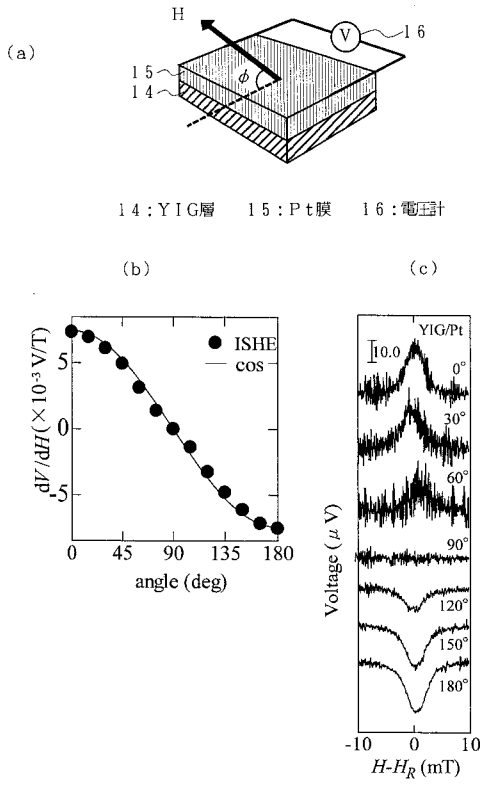 (a)
H
V
16
15
14
ϕ
14：YIG層　15：Pt膜　16：電圧計
(b)
dV/dH(×10⁻³ V/T)
5
0
-5
ISHE
cos
0 45 90 135 180
angle (deg)
(c)
YIG/Pt
10.0
0°
30°
60°
90°
120°
150°
180°
Voltage (μV)
-10 0 10
H-H_R (mT)